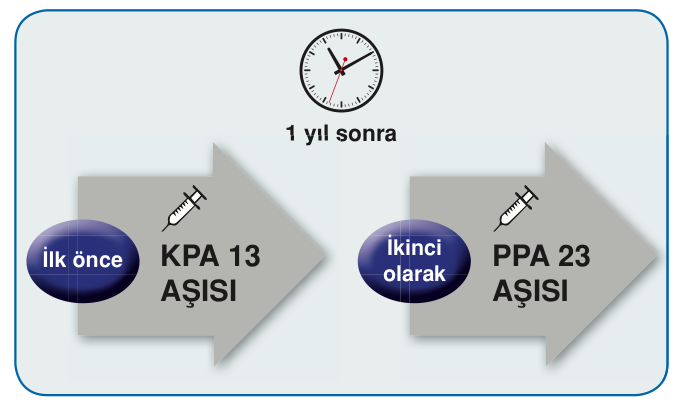 1 yıl sonra
İlk önce
KPA 13
AŞISI
İkinci
olarak
PPA 23
AŞISI